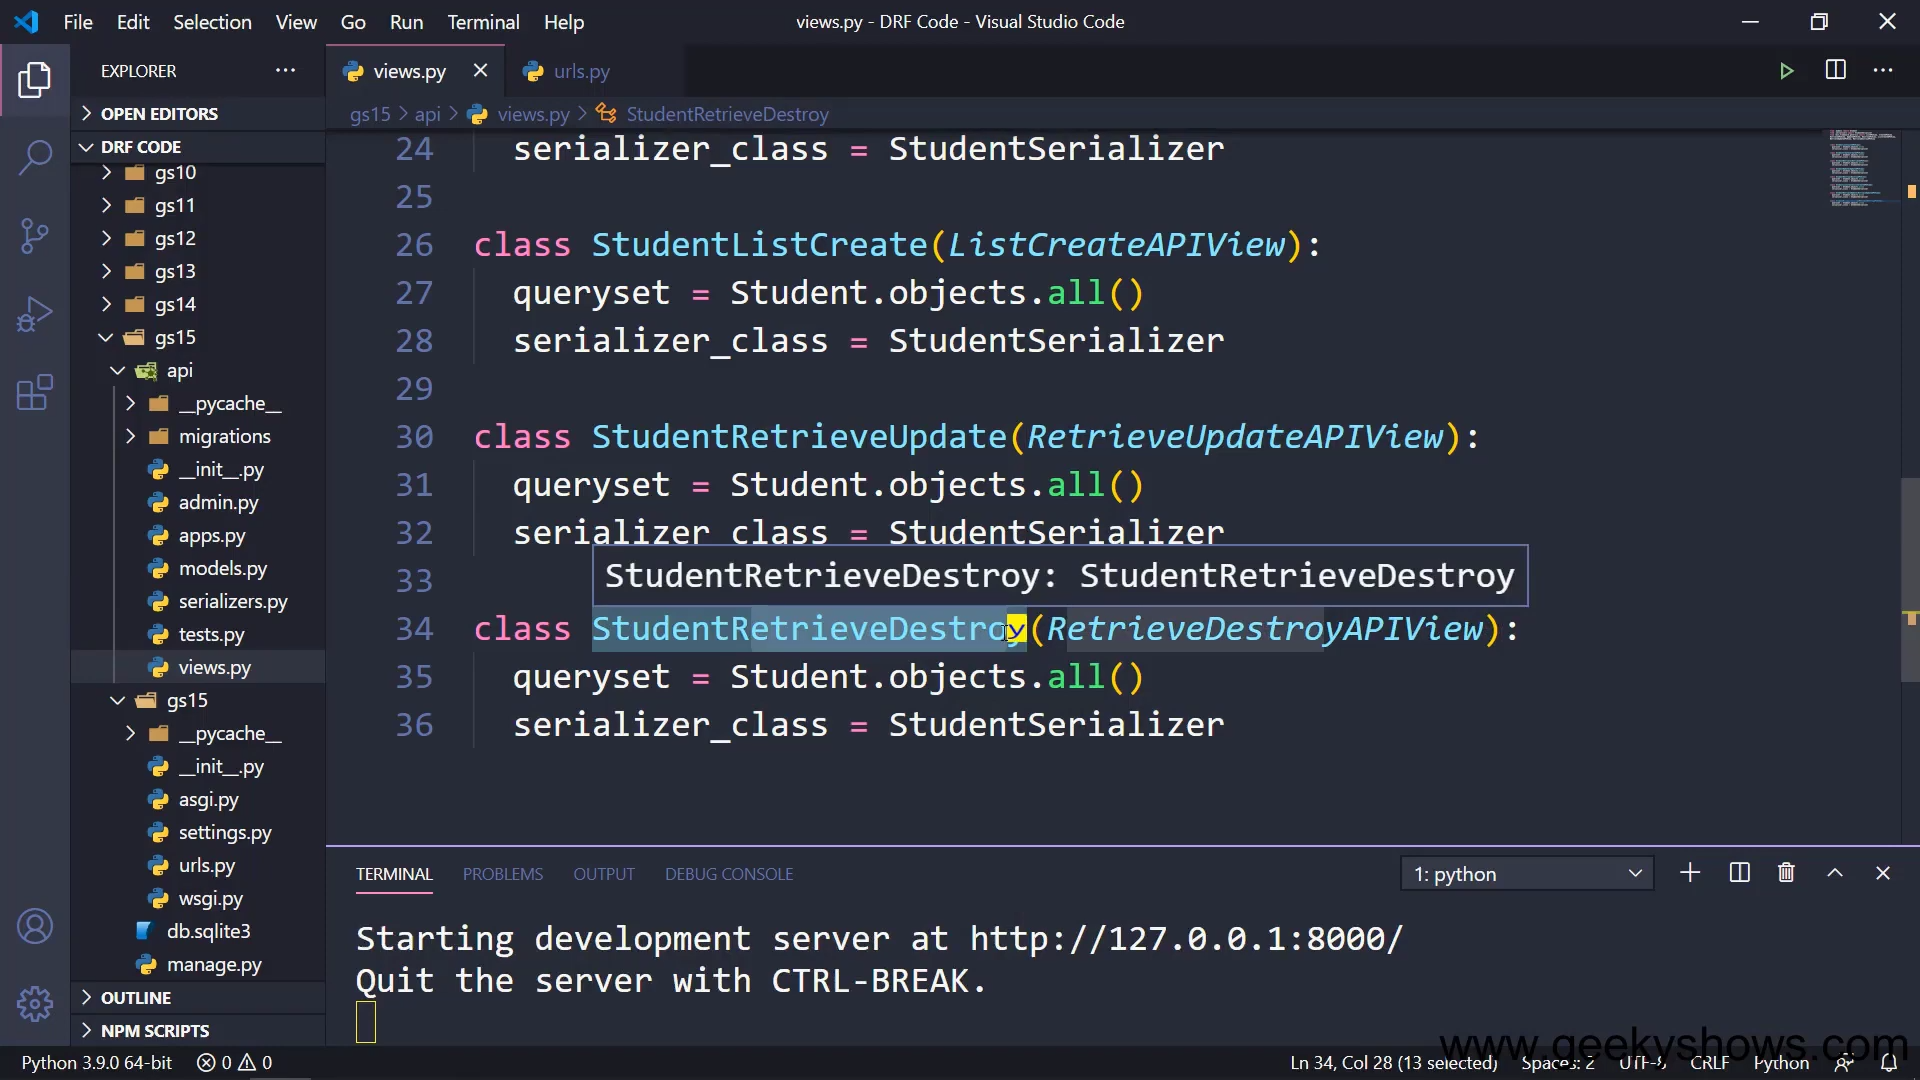 File Edit Selection View Go Run Terminal Help
views.py - DRF Code - Visual Studio Code
EXPLORER
views.py
urls.py
OPEN EDITORS
gs15 > api > views.py > StudentRetrieveDestroy
DRF CODE
gs10
gs11
gs12
gs13
gs14
gs15
api
__pycache__
migrations
__init__.py
admin.py
apps.py
models.py
serializers.py
tests.py
views.py
gs15
__pycache__
__init__.py
asgi.py
settings.py
urls.py
wsgi.py
db.sqlite3
manage.py
OUTLINE
NPM SCRIPTS
24 serializer_class = StudentSerializer
25
26 class StudentListCreate(ListCreateAPIView):
27 queryset = Student.objects.all()
28 serializer_class = StudentSerializer
29
30 class StudentRetrieveUpdate(RetrieveUpdateAPIView):
31 queryset = Student.objects.all()
32 serializer_class = StudentSerializer
33
StudentRetrieveDestroy: StudentRetrieveDestroy
34 class StudentRetrieveDestroy(RetrieveDestroyAPIView):
35 queryset = Student.objects.all()
36 serializer_class = StudentSerializer
TERMINAL PROBLEMS OUTPUT DEBUG CONSOLE
1: python
Starting development server at http://127.0.0.1:8000/
Quit the server with CTRL-BREAK.
www.geekyshows.com
Python 3.9.0 64-bit 0 0
Ln 34, Col 28 (13 selected) Spaces: 2 UTF-8 CRLF Python